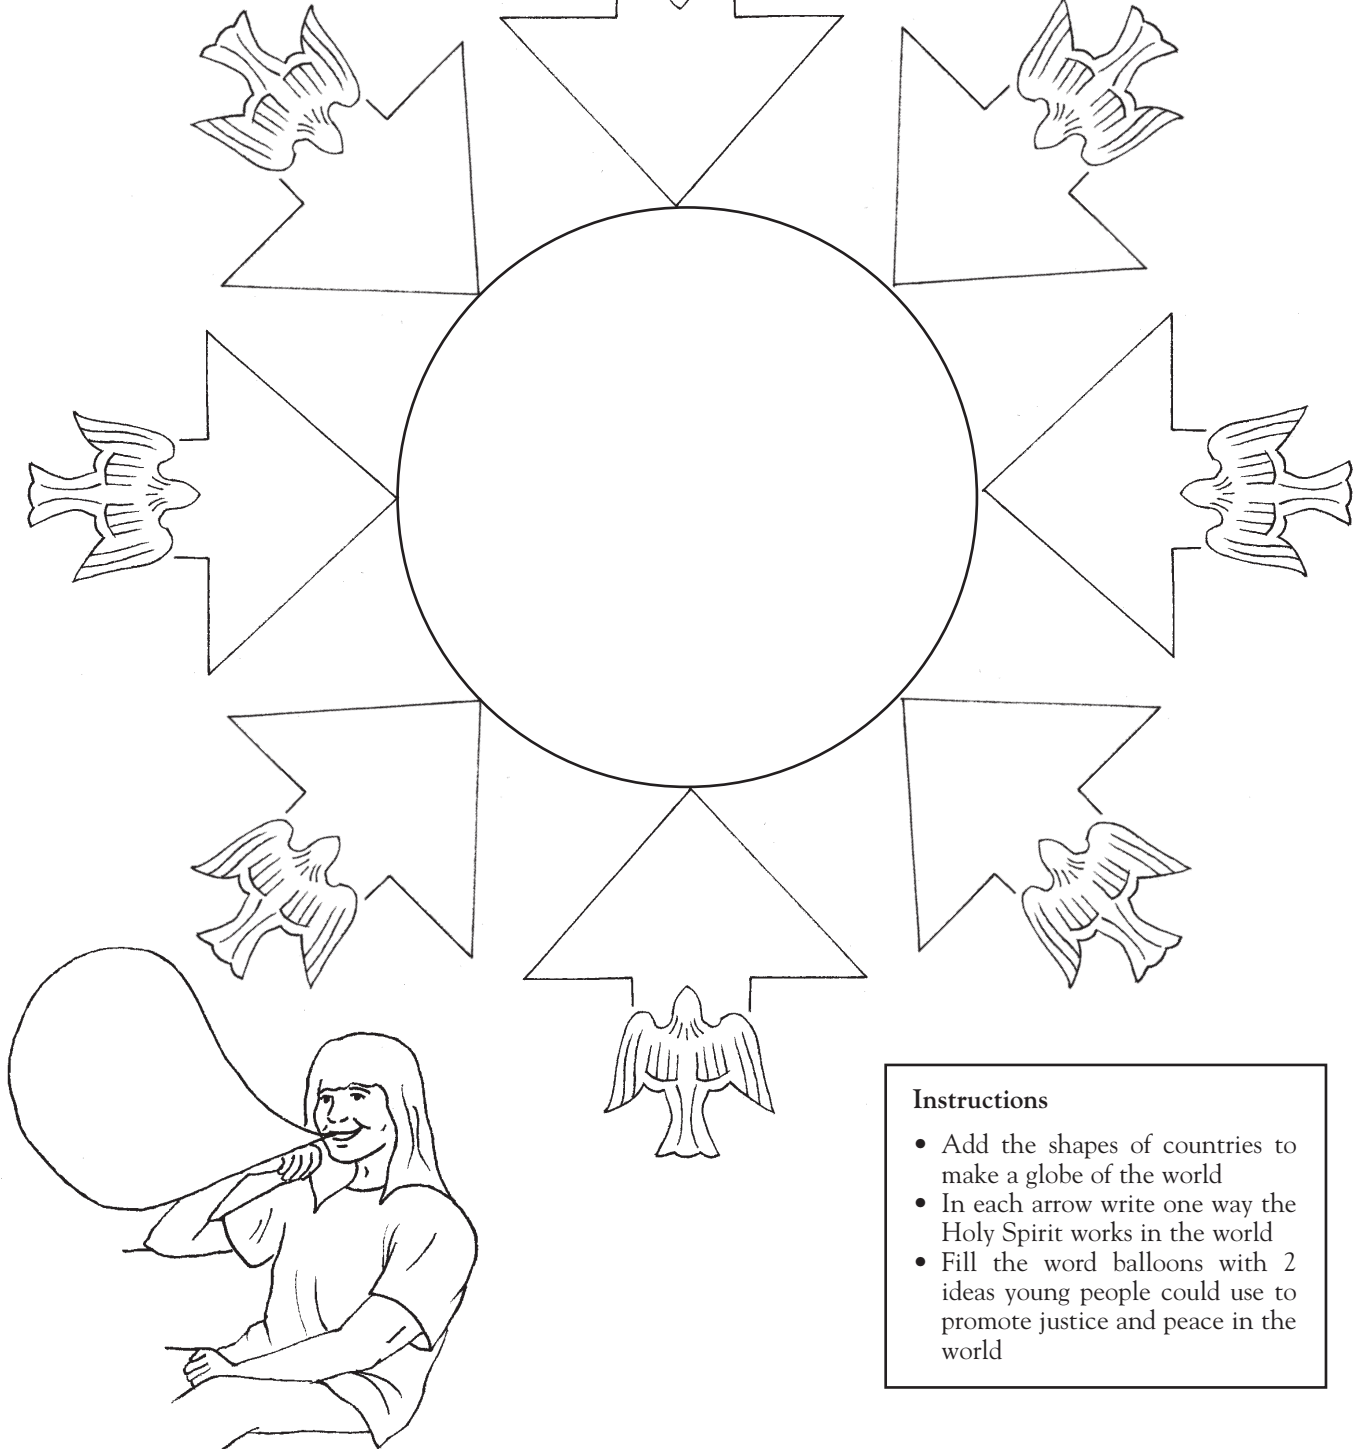 Instructions
• Add the shapes of countries to
make a globe of the world
• In each arrow write one way the
Holy Spirit works in the world
• Fill the word balloons with 2
ideas young people could use to
promote justice and peace in the
world